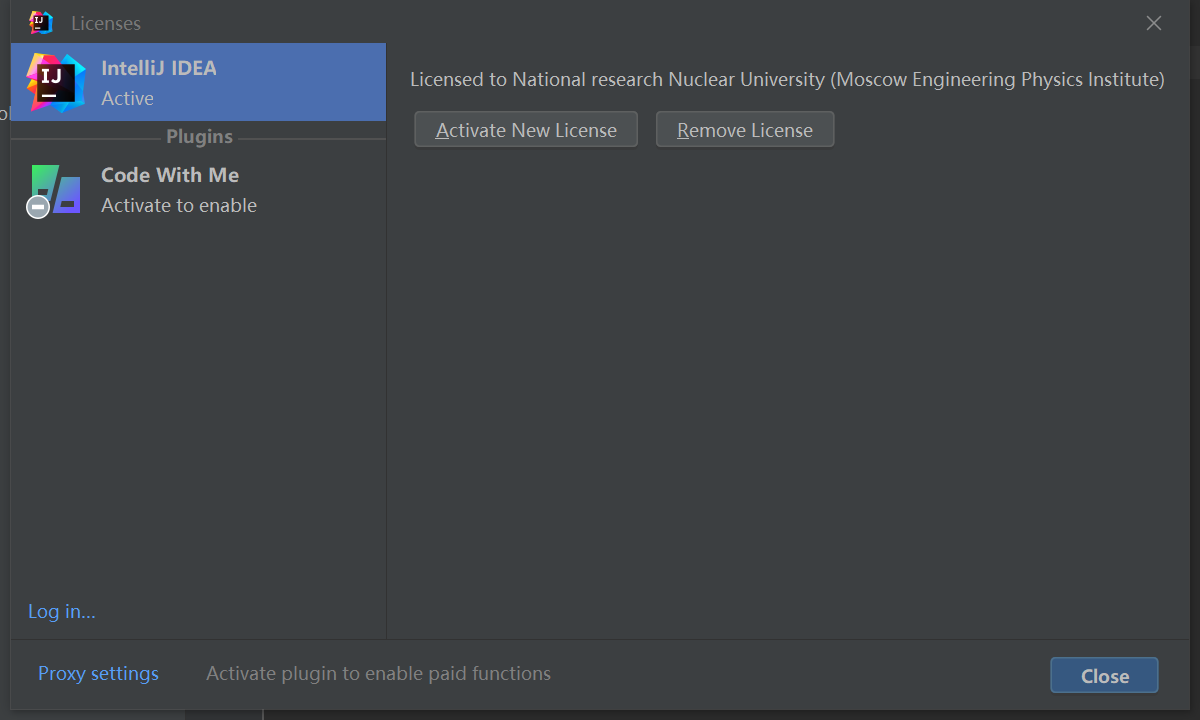 Licenses
IntelliJ IDEA
Active
Plugins
Code With Me
Activate to enable
Log in...
Licensed to National research Nuclear University (Moscow Engineering Physics Institute)
Activate New License Remove License
Proxy settings Activate plugin to enable paid functions Close